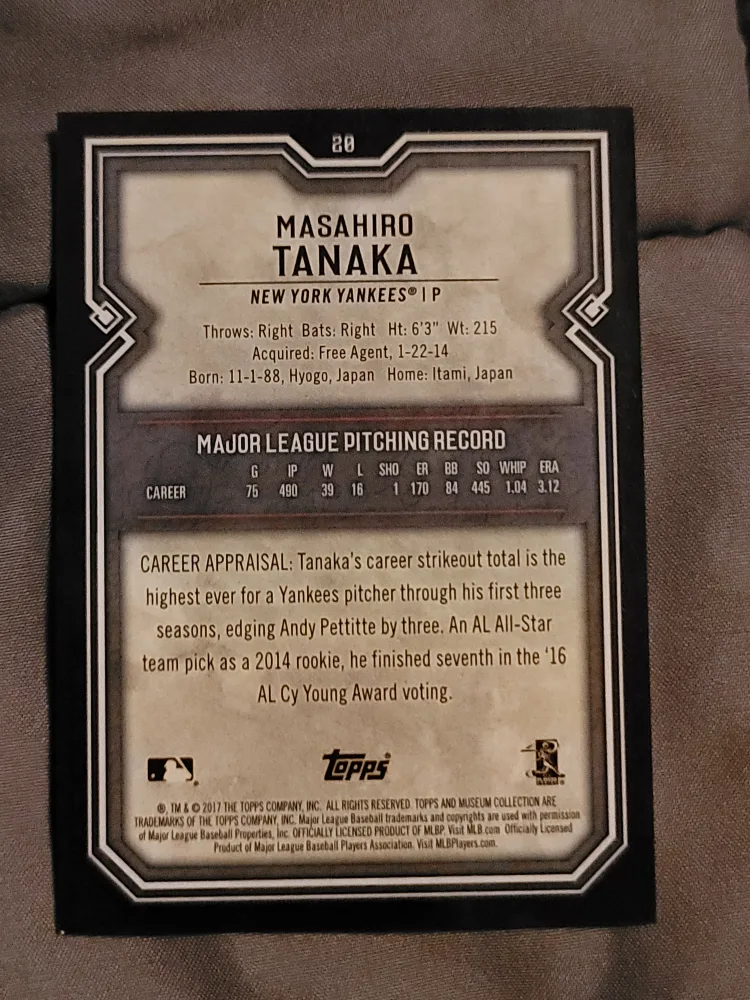 20
MASAHIRO
TANAKA
NEW YORK YANKEES® | P
Throws: Right Bats: Right Ht: 6'3" Wt: 215
Acquired: Free Agent, 1-22-14
Born: 11-1-88, Hyogo, Japan Home: Itami, Japan
MAJOR LEAGUE PITCHING RECORD
G IP W L SHO ER BB SO WHIP ERA
CAREER 75 490 39 16 1 170 84 445 1.04 3.12
CAREER APPRAISAL: Tanaka's career strikeout total is the
highest ever for a Yankees pitcher through his first three
seasons, edging Andy Pettitte by three. An AL All-Star
team pick as a 2014 rookie, he finished seventh in the '16
AL Cy Young Award voting.
Topps®
®, TM & © 2017 THE TOPPS COMPANY, INC. ALL RIGHTS RESERVED. TOPPS AND MUSEUM COLLECTION ARE
TRADEMARKS OF THE TOPPS COMPANY, INC. Major League Baseball trademarks and copyrights are used with permission
of Major League Baseball Properties, Inc. OFFICIALLY LICENSED PRODUCT OF MLBP. Visit MLB.com Officially Licensed
Product of Major League Baseball Players Association. Visit MLBPlayers.com.